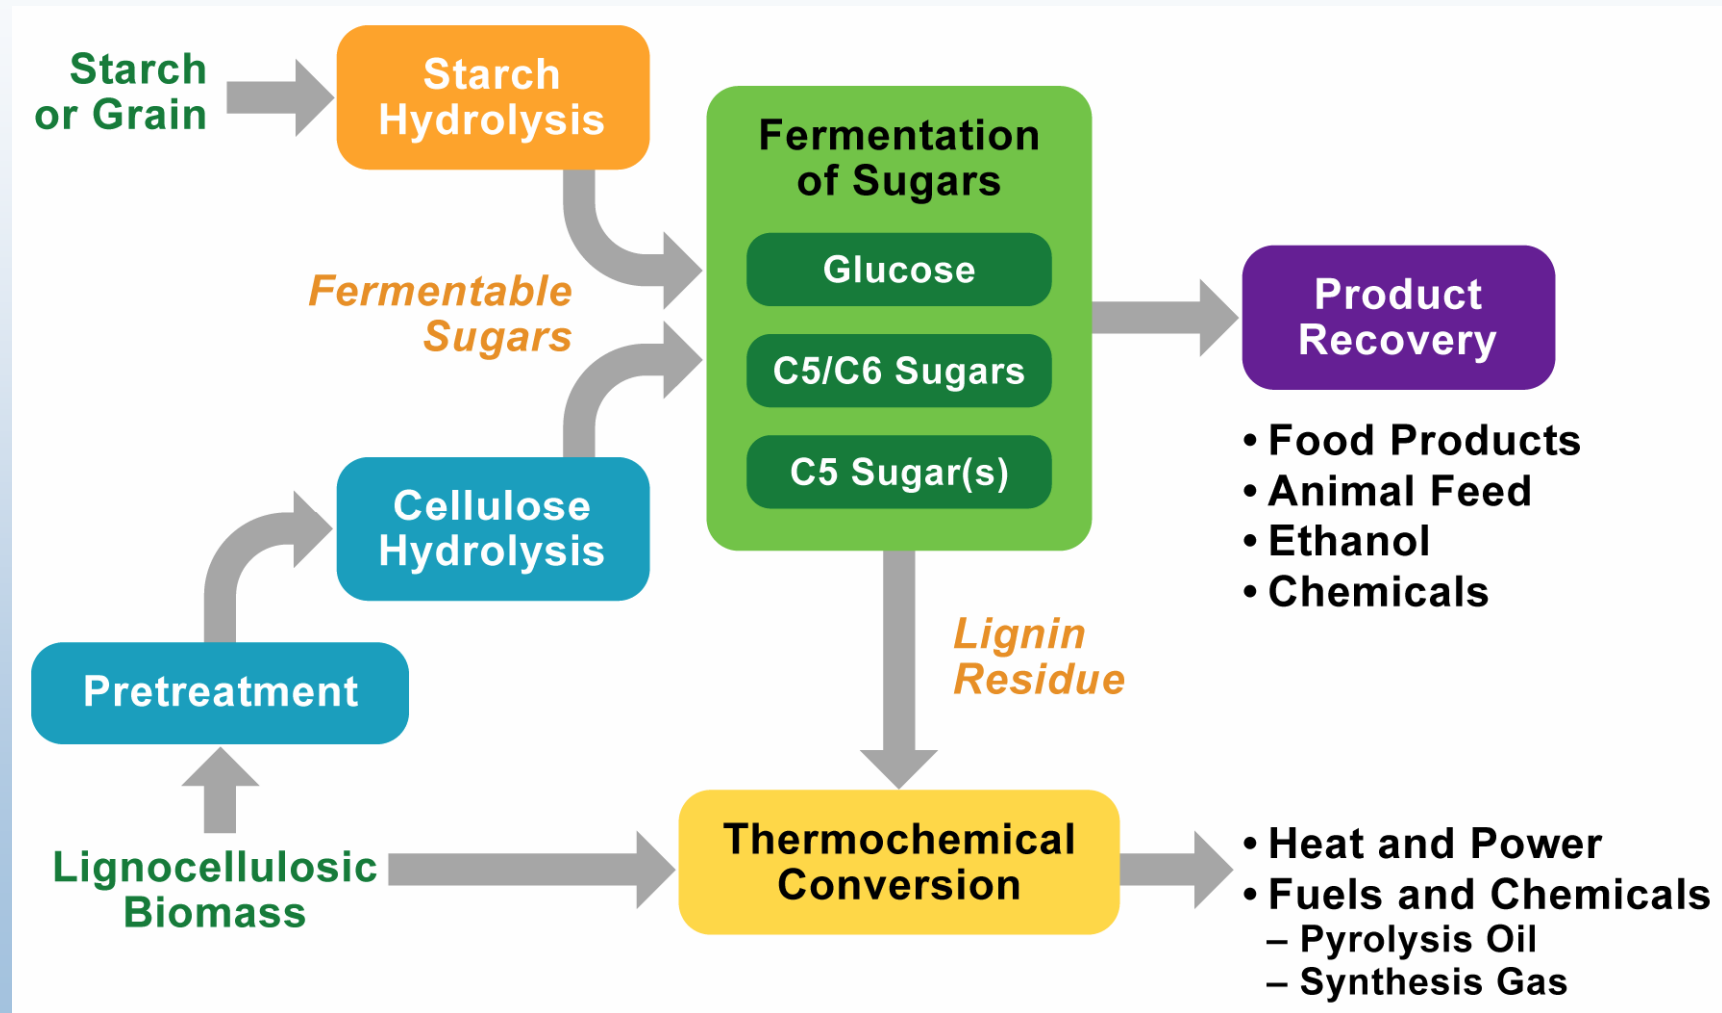 Starch
or Grain
Starch
Hydrolysis
Fermentable
Sugars
Cellulose
Hydrolysis
Pretreatment
Lignocellulosic
Biomass
Fermentation
of Sugars
Glucose
C5/C6 Sugars
C5 Sugar(s)
Lignin
Residue
Thermochemical
Conversion
Product
Recovery
• Food Products
• Animal Feed
• Ethanol
• Chemicals
• Heat and Power
• Fuels and Chemicals
– Pyrolysis Oil
– Synthesis Gas